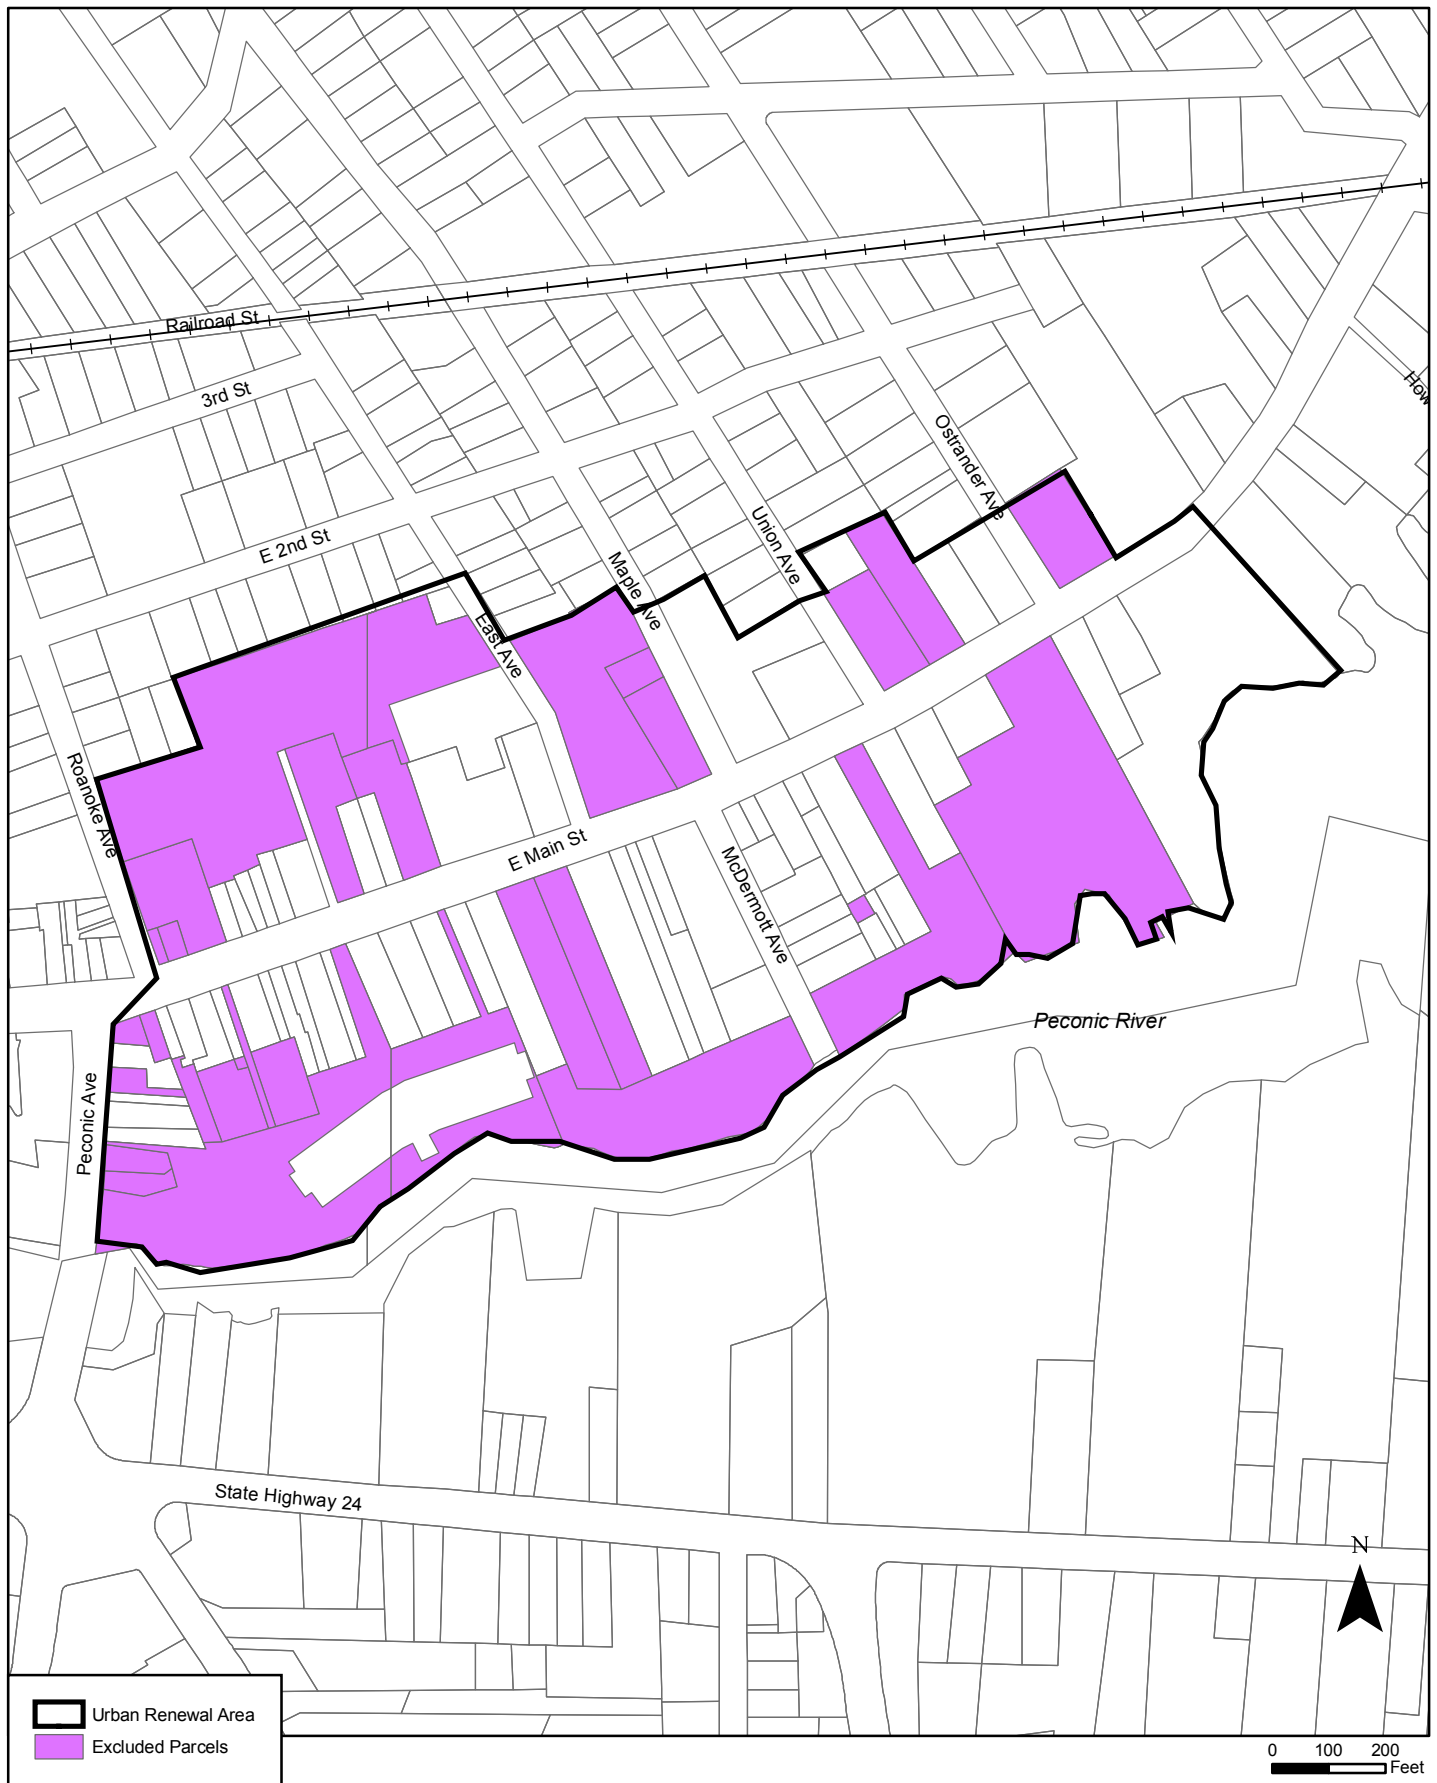 Railroad St
3rd St
How
Ostrander Ave
Union Ave
E 2nd St
Maple Ave
East Ave
Roanoke Ave
E Main St
McDermott Ave
Peconic River
Peconic Ave
State Highway 24
N
Urban Renewal Area
Excluded Parcels
0 100 200
Feet